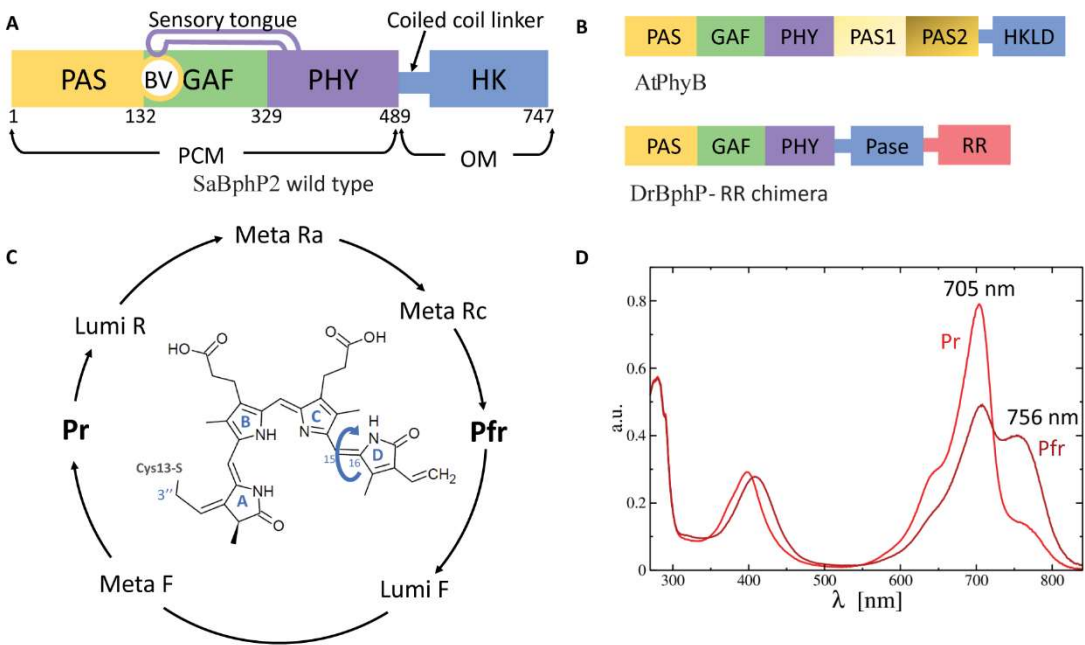 A
Sensory tongue
Coiled coil linker
PAS
BV
GAF
PHY
HK
1
132
329
489
747
PCM
OM
SaBphP2 wild type
B
PAS
GAF
PHY
PAS1
PAS2
HKLD
AtPhyB
PAS
GAF
PHY
Pase
RR
DrBphP- RR chimera
C
Meta Ra
Meta Rc
Pfr
Lumi F
Meta F
Pr
Lumi R
HO
O
O
OH
B
C
NH
N
H
N
O
15
16
D
CH2
Cys13-S
3''
A
NH
O
D
705 nm
Pr
756 nm
Pfr
a.u.
0.8
0.6
0.4
0.2
0
300
400
500
600
700
800
λ [nm]